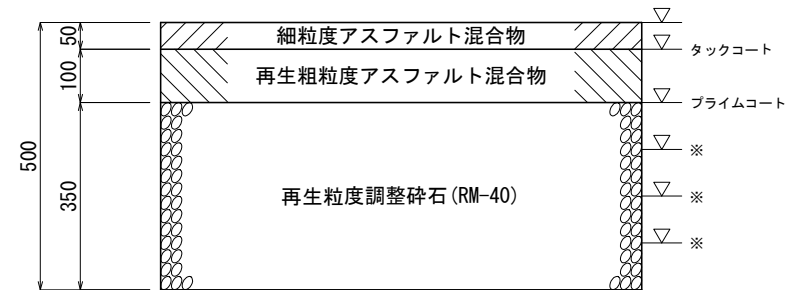 細粒度アスファルト混合物
50
タックコート
再生粗粒度アスファルト混合物
100
プライムコート
※
500
350
再生粒度調整砕石(RM-40)
※
※